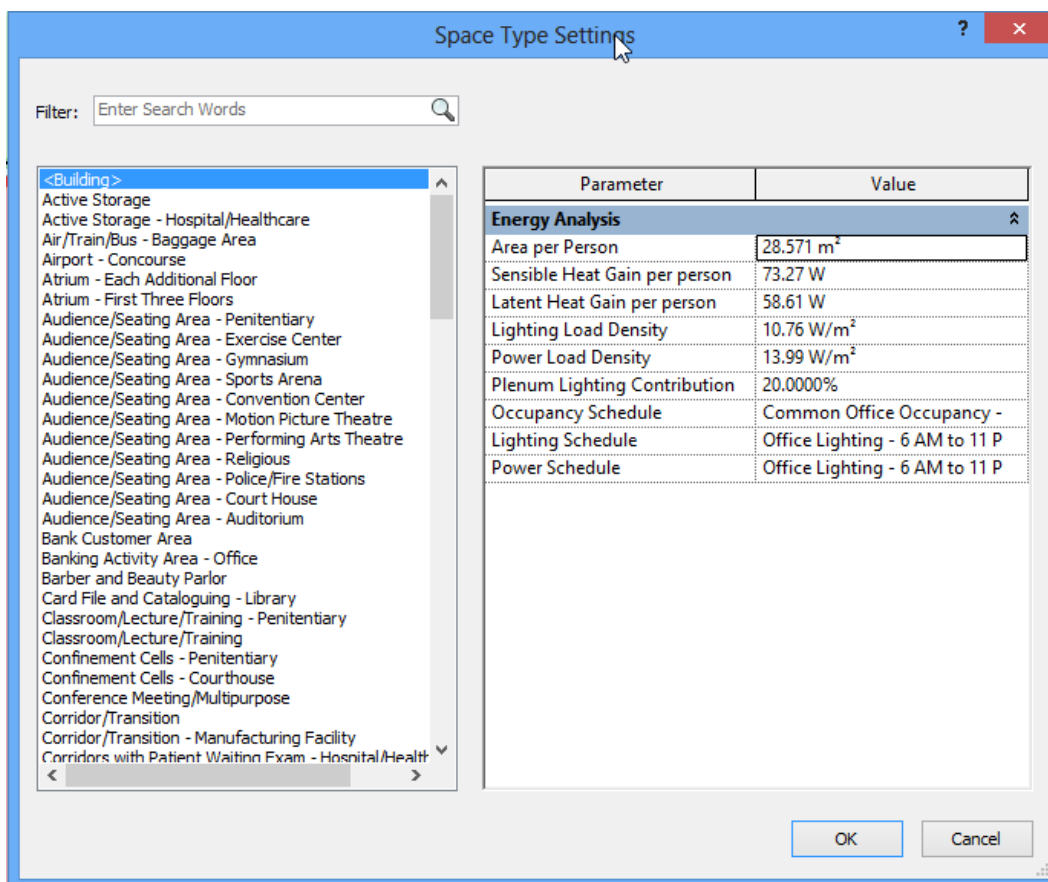 Space Type Settings
?
Filter:
Enter Search Words
<Building>
Active Storage
Active Storage - Hospital/Healthcare
Air/Train/Bus - Baggage Area
Airport - Concourse
Atrium - Each Additional Floor
Atrium - First Three Floors
Audience/Seating Area - Penitentiary
Audience/Seating Area - Exercise Center
Audience/Seating Area - Gymnasium
Audience/Seating Area - Sports Arena
Audience/Seating Area - Convention Center
Audience/Seating Area - Motion Picture Theatre
Audience/Seating Area - Performing Arts Theatre
Audience/Seating Area - Religious
Audience/Seating Area - Police/Fire Stations
Audience/Seating Area - Court House
Audience/Seating Area - Auditorium
Bank Customer Area
Banking Activity Area - Office
Barber and Beauty Parlor
Card File and Cataloguing - Library
Classroom/Lecture/Training - Penitentiary
Classroom/Lecture/Training
Confinement Cells - Penitentiary
Confinement Cells - Courthouse
Conference Meeting/Multipurpose
Corridor/Transition
Corridor/Transition - Manufacturing Facility
Corridors with Patient Waiting Exam - Hospital/Healt
Parameter Value
Energy Analysis
Area per Person 28.571 m²
Sensible Heat Gain per person 73.27 W
Latent Heat Gain per person 58.61 W
Lighting Load Density 10.76 W/m²
Power Load Density 13.99 W/m²
Plenum Lighting Contribution 20.0000%
Occupancy Schedule Common Office Occupancy -
Lighting Schedule Office Lighting - 6 AM to 11 P
Power Schedule Office Lighting - 6 AM to 11 P
OK Cancel